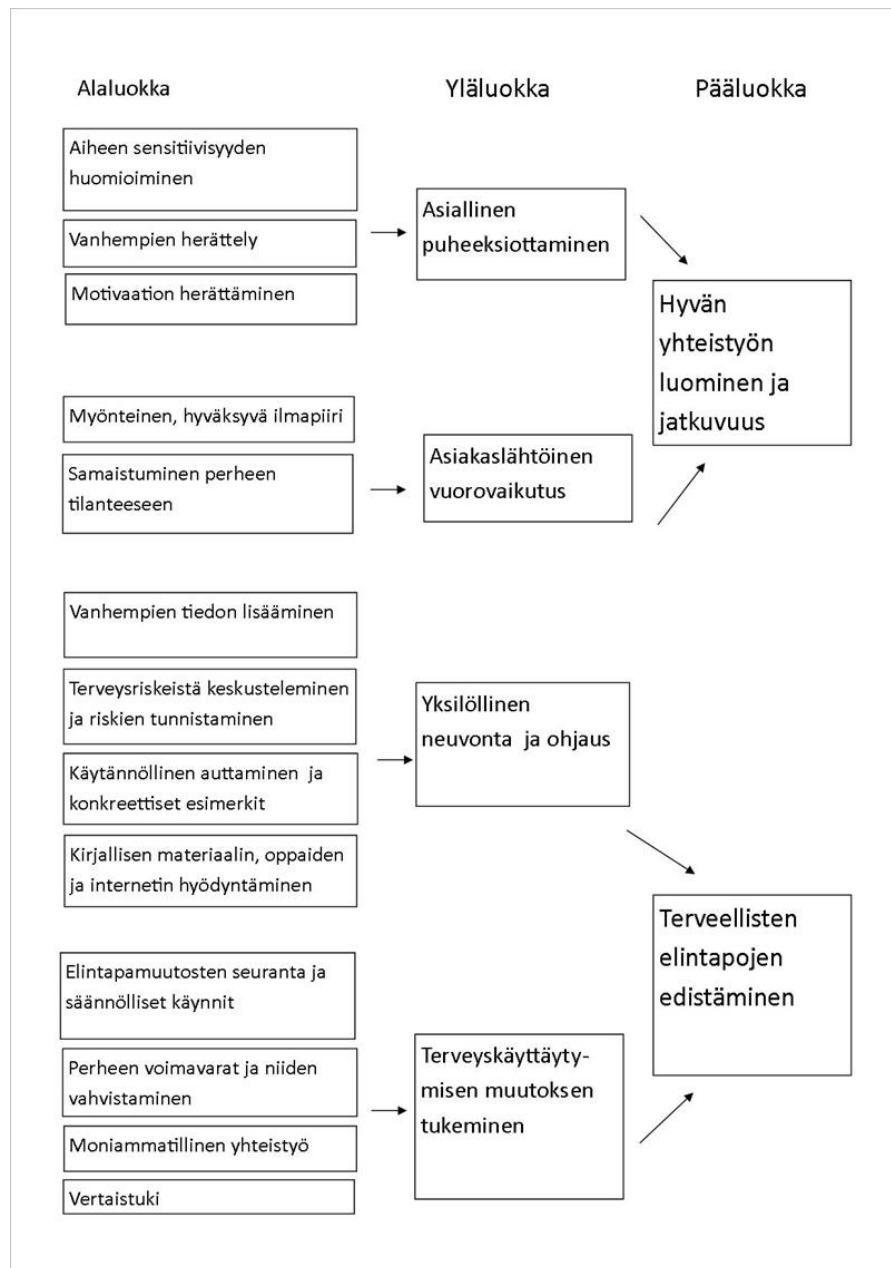 Alaluokka
Yläluokka
Pääluokka
Aiheen sensitiivisyyden
huomioiminen
Vanhempien herättely
Motivaation herättäminen
Asiallinen
puheeksiottaminen
Hyvän
yhteistyön
luominen ja
jatkuvuus
Myönteinen, hyväksyvä ilmapiiri
Samaistuminen perheen
tilanteeseen
Asiakaslähtöinen
vuorovaikutus
Vanhempien tiedon lisääminen
Terveysriskeistä keskusteleminen
ja riskien tunnistaminen
Käytännöllinen auttaminen ja
konkreettiset esimerkit
Kirjallisen materiaalin, oppaiden
ja internetin hyödyntäminen
Yksilöllinen
neuvonta ja ohjaus
Terveellisten
elintapojen
edistäminen
Elintapamuutosten seuranta ja
säännölliset käynnit
Perheen voimavarat ja niiden
vahvistaminen
Moniammatillinen yhteistyö
Vertaistuki
Terveyskäyttäyty-
misen muutoksen
tukeminen